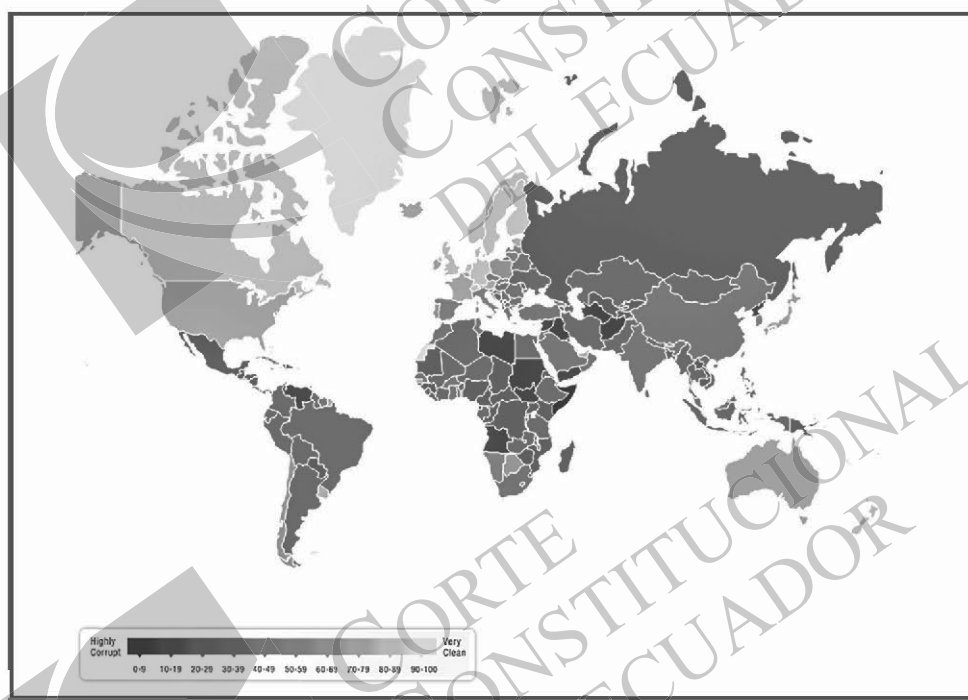 CORTE
CONSTITUCIONAL
DEL ECUADOR
Highly
Corrupt
Very
Clean
0-9 10-19 20-29 30-39 40-49 50-59 60-69 70-79 80-89 90-100
CORTE
CONSTITUCIONAL
DEL ECUADOR